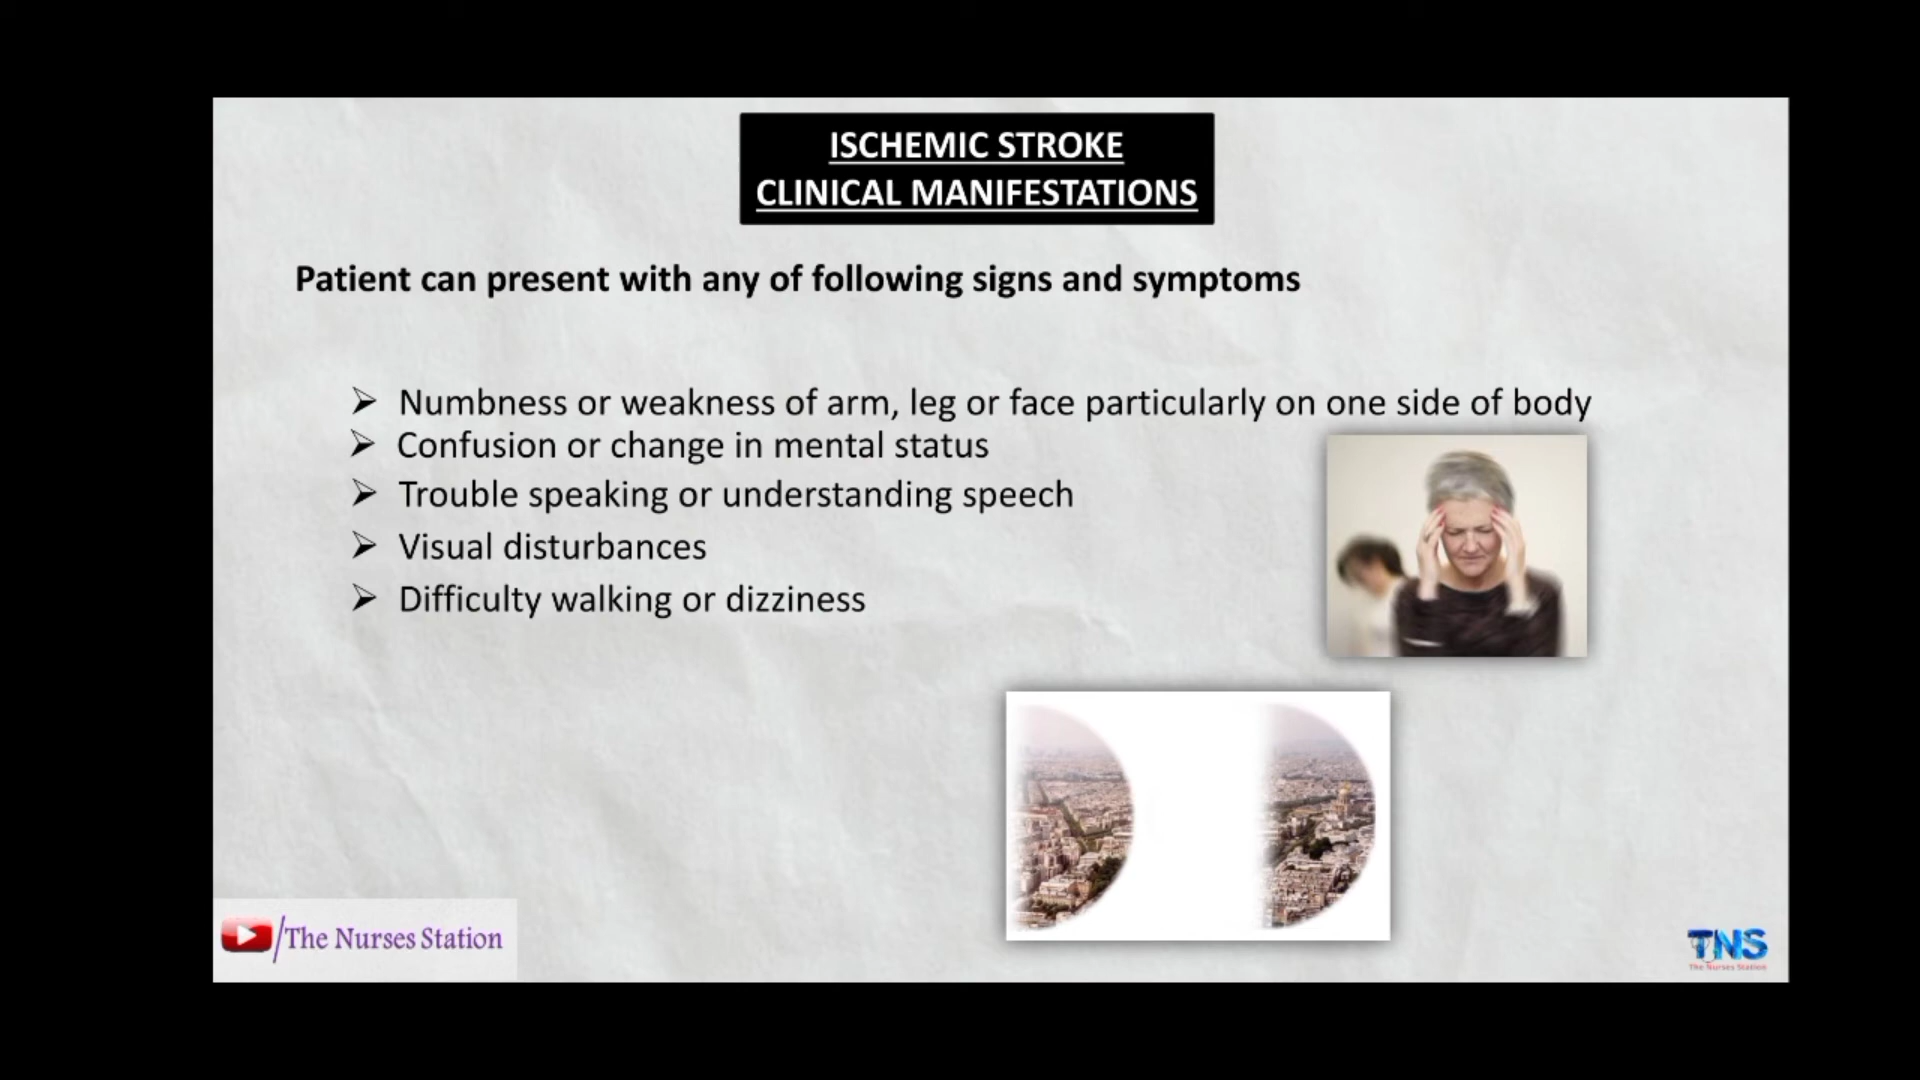 ISCHEMIC STROKE
CLINICAL MANIFESTATIONS
Patient can present with any of following signs and symptoms
➢ Numbness or weakness of arm, leg or face particularly on one side of body
➢ Confusion or change in mental status
➢ Trouble speaking or understanding speech
➢ Visual disturbances
➢ Difficulty walking or dizziness
/The Nurses Station
TNS
The Nurses Station